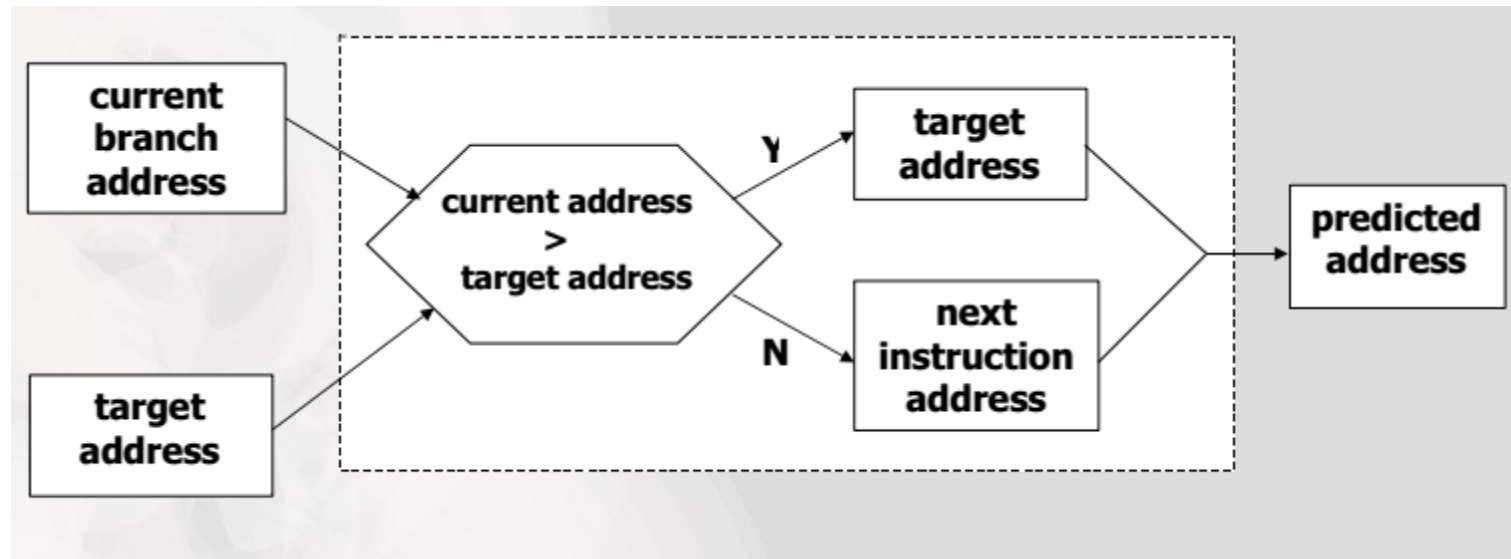 current
branch
address
target
address
current address
>
target address
Y
N
target
address
next
instruction
address
predicted
address